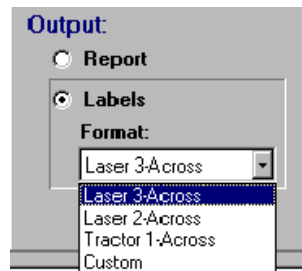 Output:
Report
Labels
Format:
Laser 3-Across
Laser 3-Across
Laser 2-Across
Tractor 1-Across
Custom